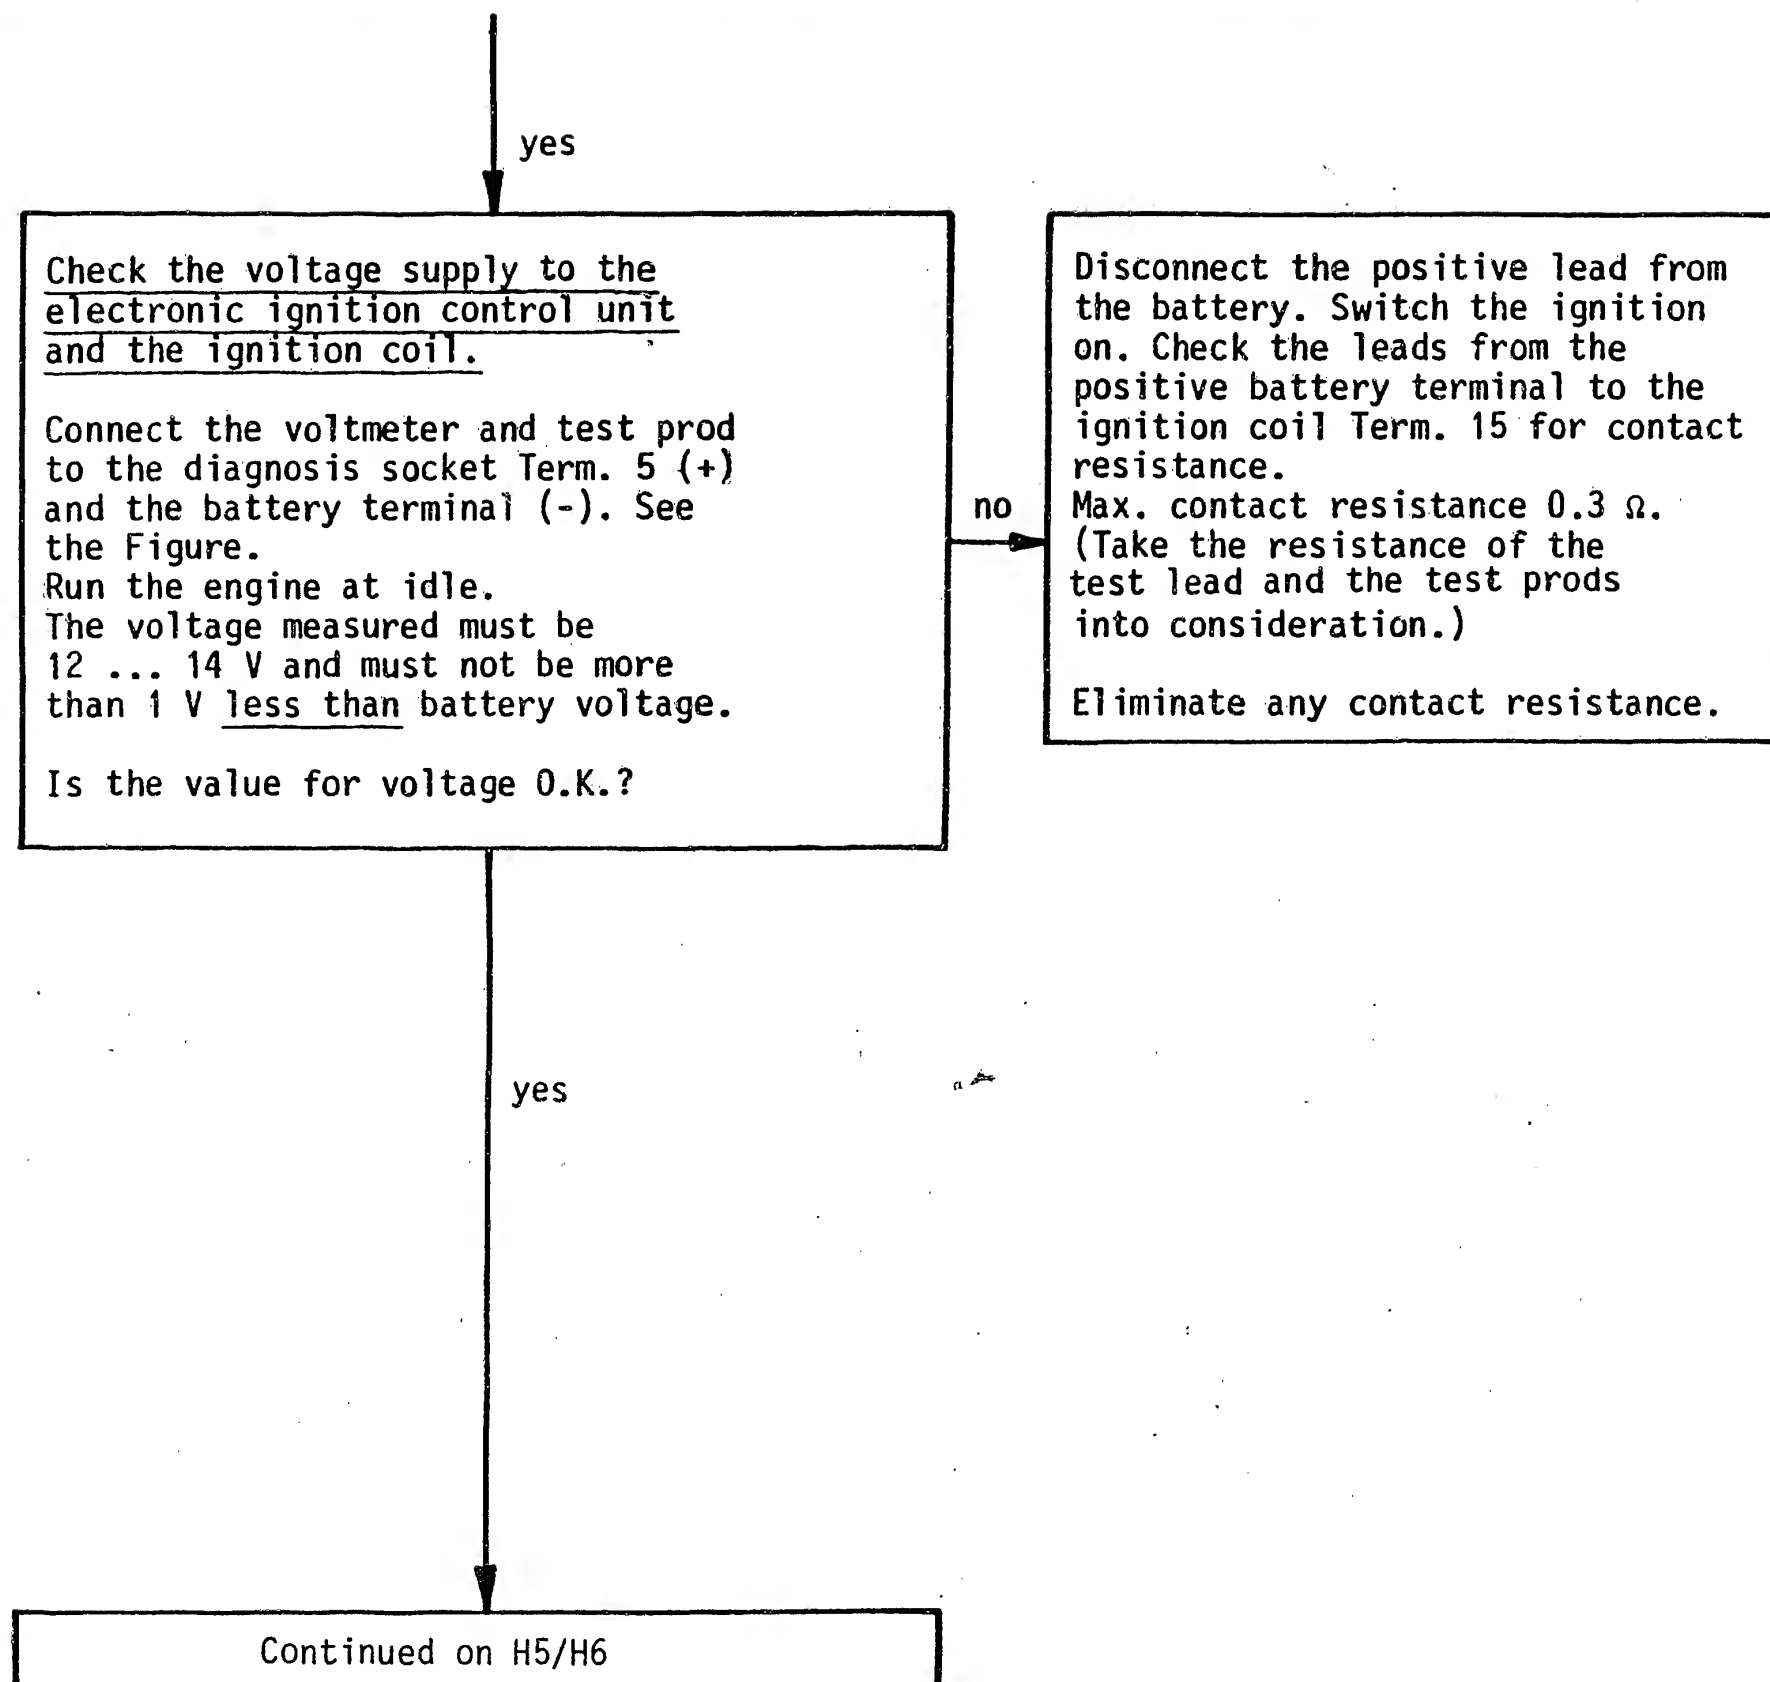 yes
Check the voltage supply to the
electronic ignition control unit
and the ignition coil.
Connect the voltmeter and test prod
to the diagnosis socket Term. 5 (+)
and the battery terminal (-). See
the Figure.
Run the engine at idle.
The voltage measured must be
12 ... 14 V and must not be more
than 1 V less than battery voltage.
Is the value for voltage O.K.?
no
Disconnect the positive lead from
the battery. Switch the ignition
on. Check the leads from the
positive battery terminal to the
ignition coil Term. 15 for contact
resistance.
Max. contact resistance 0.3 Ω.
(Take the resistance of the
test lead and the test prods
into consideration.)
Eliminate any contact resistance.
yes
Continued on H5/H6